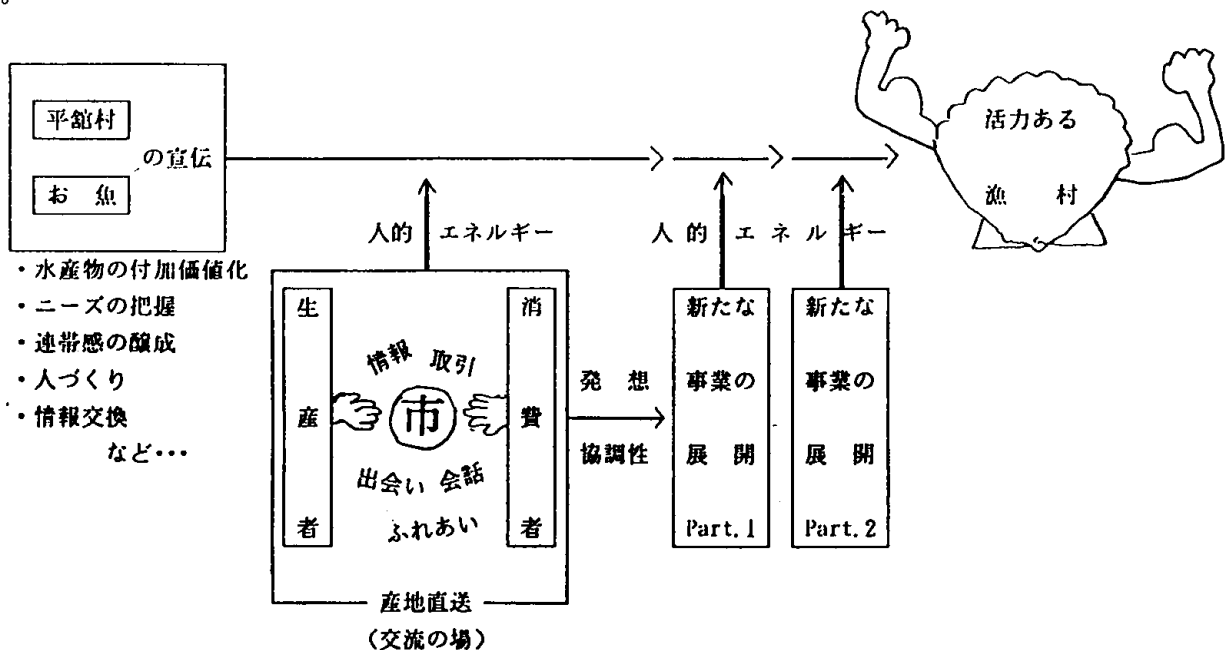 。
平舘村
の宣伝
お魚
・水産物の付加価値化
・ニーズの把握
・連帯感の醸成
・人づくり
・情報交換
など・・・
人的エネルギー
人的エネルギー
活力ある
漁村
生産者
情報 取引
市
出会い 会話
ふれあい
消費者
産地直送
（交流の場）
発想
協調性
新たな
事業の
展開
Part.1
新たな
事業の
展開
Part.2